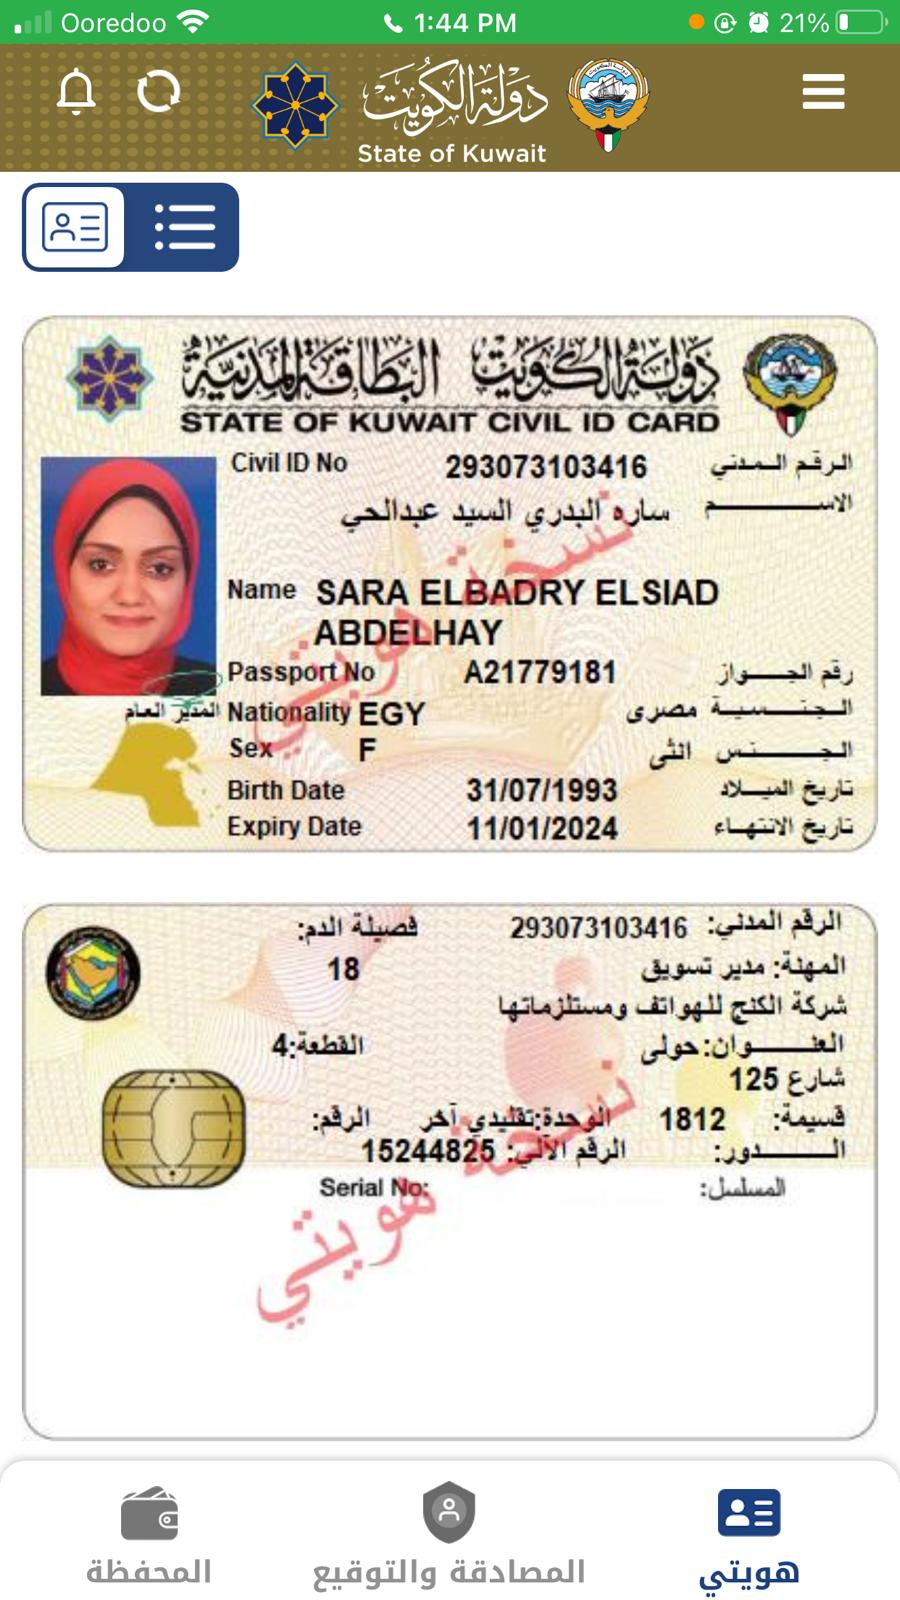 Ooredoo 1:44 PM 21%
دولة الكويت
State of Kuwait
دولة الكويت البطاقة المدنية
STATE OF KUWAIT CIVIL ID CARD
Civil ID No 293073103416 الرقم المدني
الاسم ساره البدري السيد عبدالحي
Name SARA ELBADRY ELSIAD
ABDELHAY
Passport No A21779181 رقم الجواز
المدير العام
Nationality EGY الجنسية مصرى
Sex F الجنس انثى
Birth Date 31/07/1993 تاريخ الميلاد
Expiry Date 11/01/2024 تاريخ الانتهاء
نسخة هويتي
الرقم المدني: 293073103416 فصيلة الدم:
المهنة: مدير تسويق 18
شركة الكنج للهواتف ومستلزماتها
العنوان: حولى القطعة:4
شارع 125
قسيمة: 1812 الوحدة:تقليدي آخر الرقم:
الدور: الرقم الآلي: 15244825
المسلسل: Serial No:
نسخة هويتي
هويتي المصادقة والتوقيع المحفظة